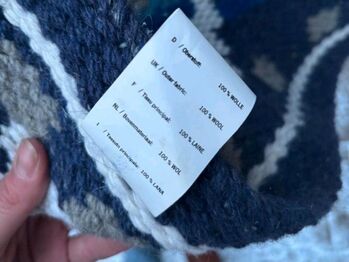 D / Oberstoff: 100 % WOLLE
UK / Outer fabric: 100 % WOOL
F / Tissu principal: 100 % LAINE
NL / Bovenmateriaal: 100 % WOL
I / Tessuto principale: 100 % LANA